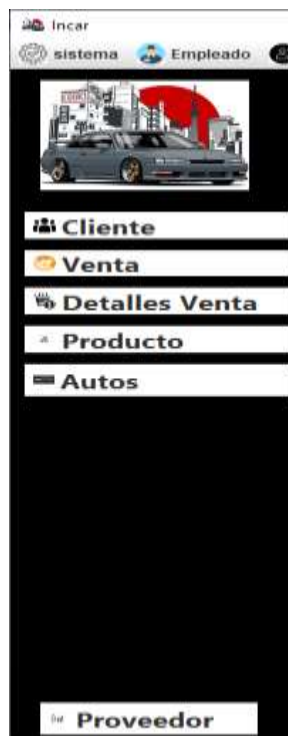 Incar
sistema Empleado
Cliente
Venta
Detalles Venta
Producto
Autos
Proveedor